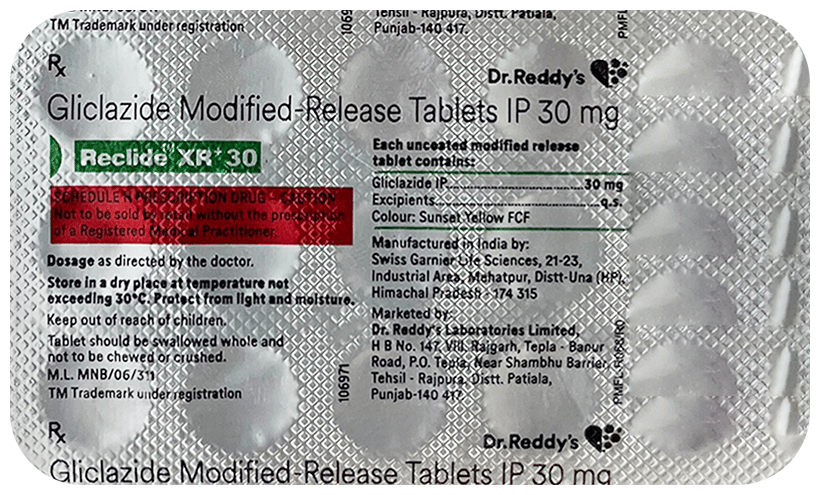 TM Trademark under registration
Tehsil - Rajpura, Distt. Patiala,
Punjab-140 417.
Rx
Dr.Reddy's
Gliclazide Modified-Release Tablets IP 30 mg
Reclide™ XR+ 30
SCHEDULE H PRESCRIPTION DRUG - CAUTION
Not to be sold by retail without the prescription
of a Registered Medical Practitioner.
Dosage as directed by the doctor.
Store in a dry place at temperature not
exceeding 30°C. Protect from light and moisture.
Keep out of reach of children.
Tablet should be swallowed whole and
not to be chewed or crushed.
M.L. MNB/06/311
TM Trademark under registration
Each uncoated modified release
tablet contains:
Gliclazide IP......................................30 mg
Excipients..........................................q.s.
Colour: Sunset Yellow FCF
Manufactured in India by:
Swiss Garnier Life Sciences, 21-23,
Industrial Area, Mehatpur, Distt-Una (HP),
Himachal Pradesh - 174 315
Marketed by:
Dr. Reddy's Laboratories Limited,
H B No. 147, Vill. Rajgarh, Tepla - Banur
Road, P.O. Tepla, Near Shambhu Barrier,
Tehsil - Rajpura, Distt. Patiala,
Punjab-140 417
106971
Rx
Dr.Reddy's
Gliclazide Modified-Release Tablets IP 30 mg